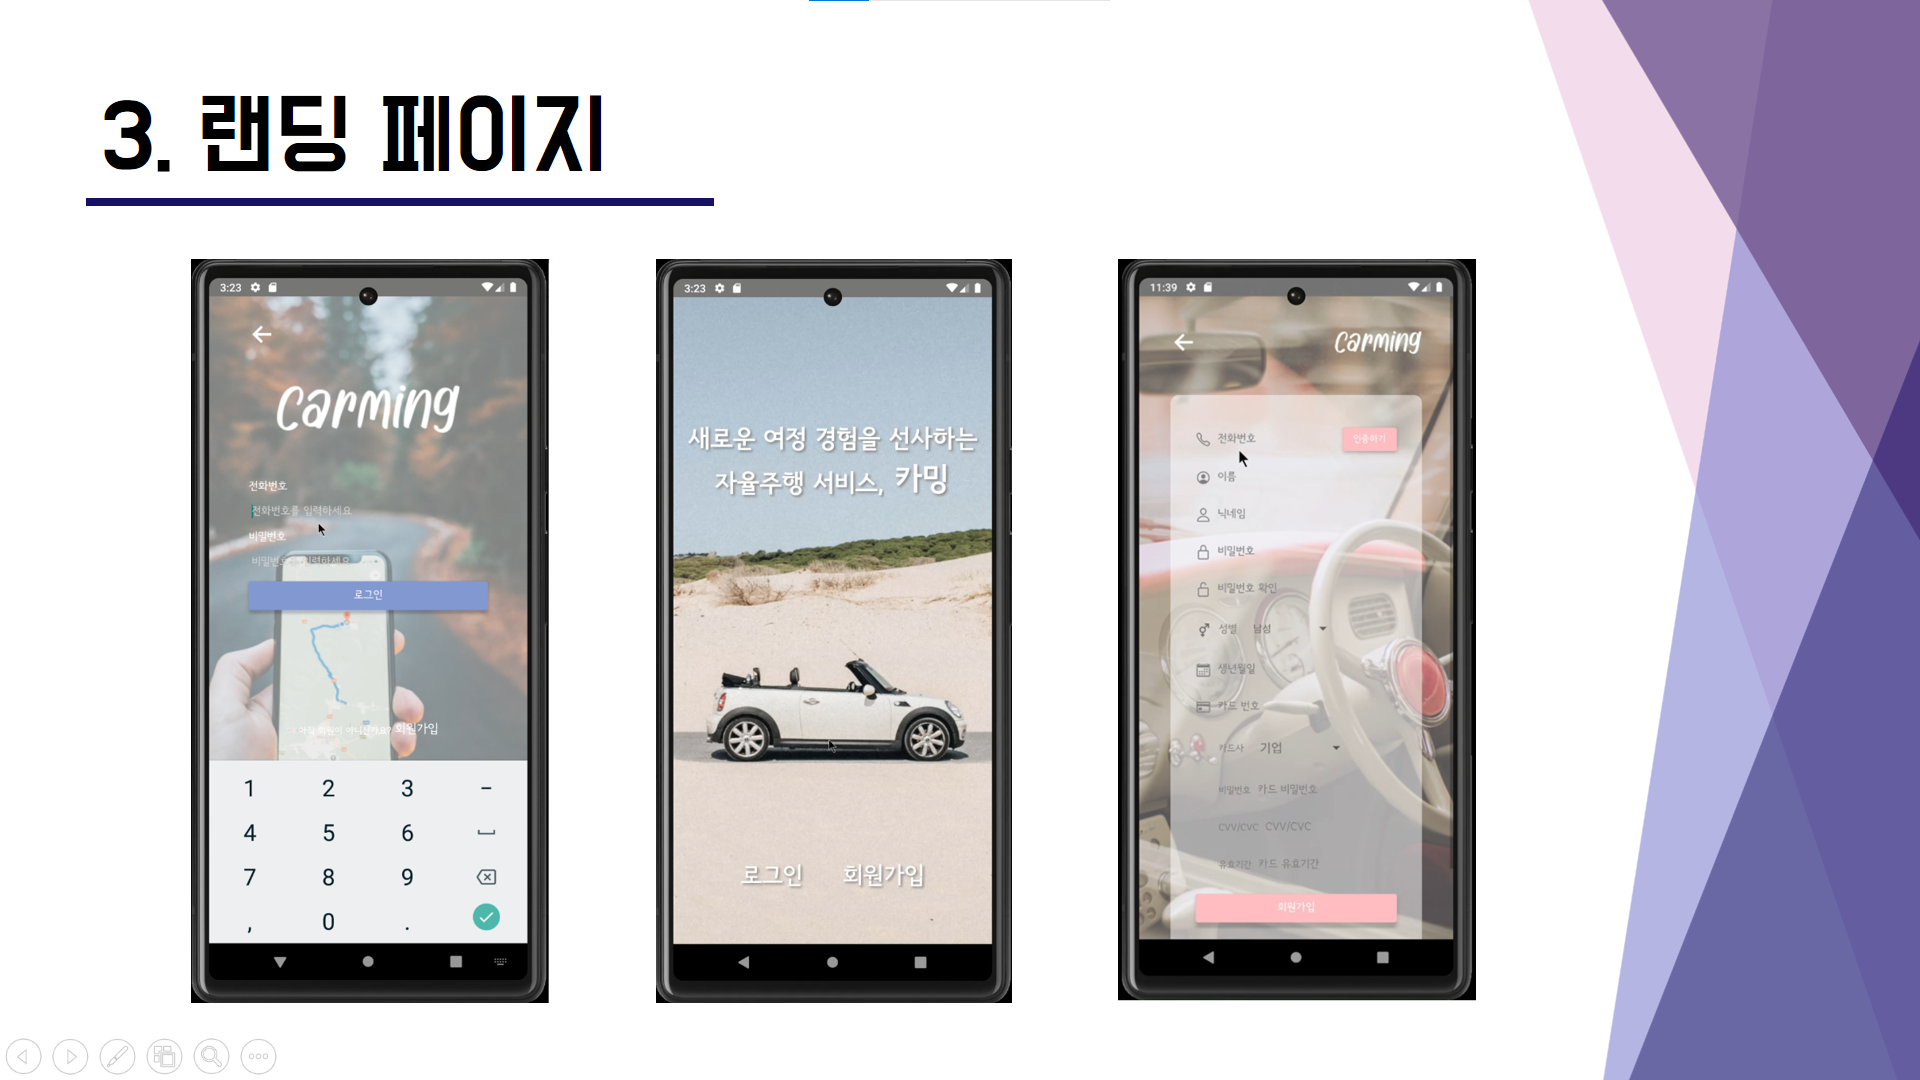 3. 랜딩 페이지
3:23
Carming
전화번호
전화번호를 입력하세요
비밀번호
비밀번호를 입력하세요
로그인
아직 회원이 아니신가요? 회원가입
1 2 3 -
4 5 6
7 8 9
, 0 .
3:23
새로운 여정 경험을 선사하는
자율주행 서비스, 카밍
로그인 회원가입
11:39
Carming
전화번호 인증하기
이름
닉네임
비밀번호
비밀번호 확인
성별 남성
생년월일
카드 번호
카드사 기업
비밀번호 카드 비밀번호
CVV/CVC CVV/CVC
유효기간 카드 유효기간
회원가입